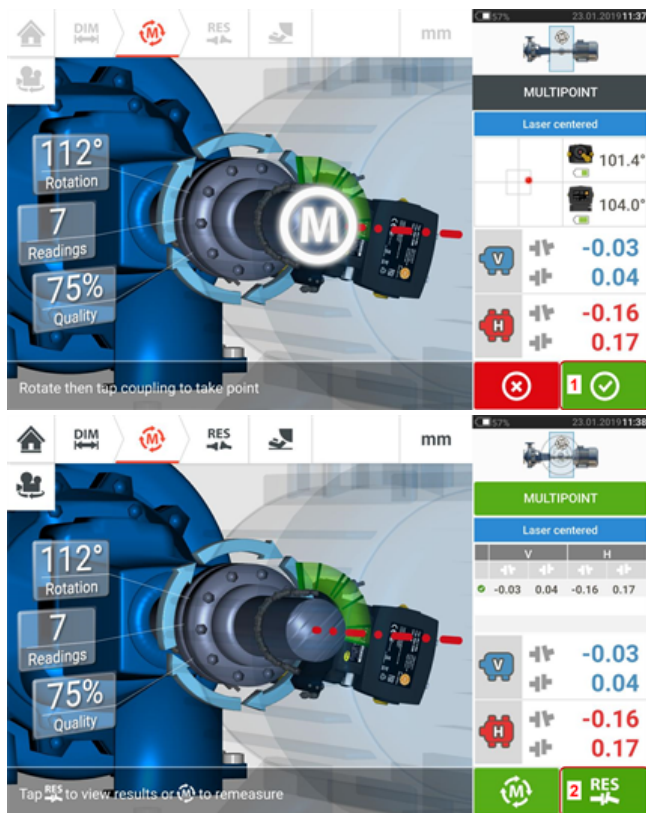 DIM
M
RES
mm
112°
Rotation
7
Readings
75%
Quality
M
Rotate then tap coupling to take point
57% 23.01.2019 11:37
MULTIPOINT
Laser centered
101.4°
104.0°
V
-0.03
0.04
H
-0.16
0.17
1
DIM
M
RES
mm
112°
Rotation
7
Readings
75%
Quality
Tap RES to view results or M to remeasure
57% 23.01.2019 11:38
MULTIPOINT
Laser centered
V H
-0.03 0.04 -0.16 0.17
V
-0.03
0.04
H
-0.16
0.17
M
2 RES